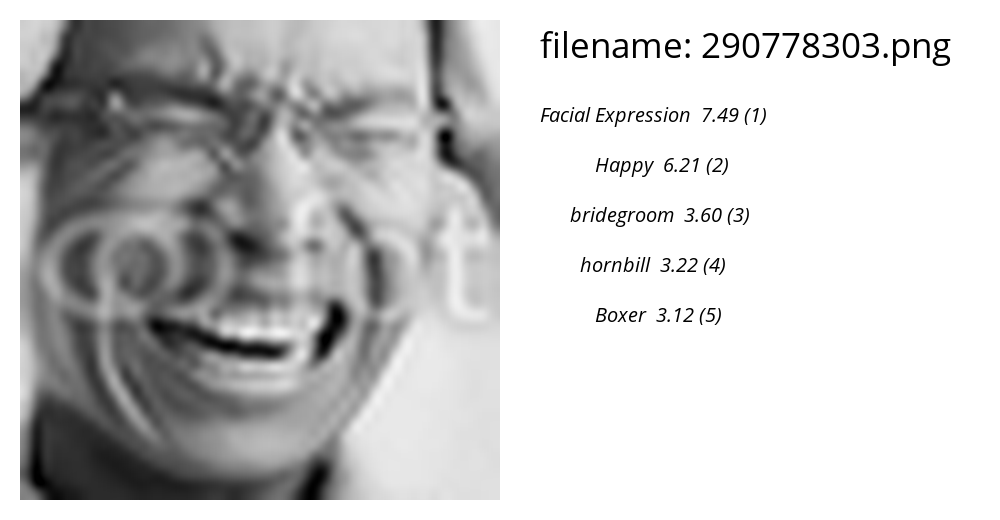 filename: 290778303.png
Facial Expression 7.49 (1)
Happy 6.21 (2)
bridegroom 3.60 (3)
hornbill 3.22 (4)
Boxer 3.12 (5)